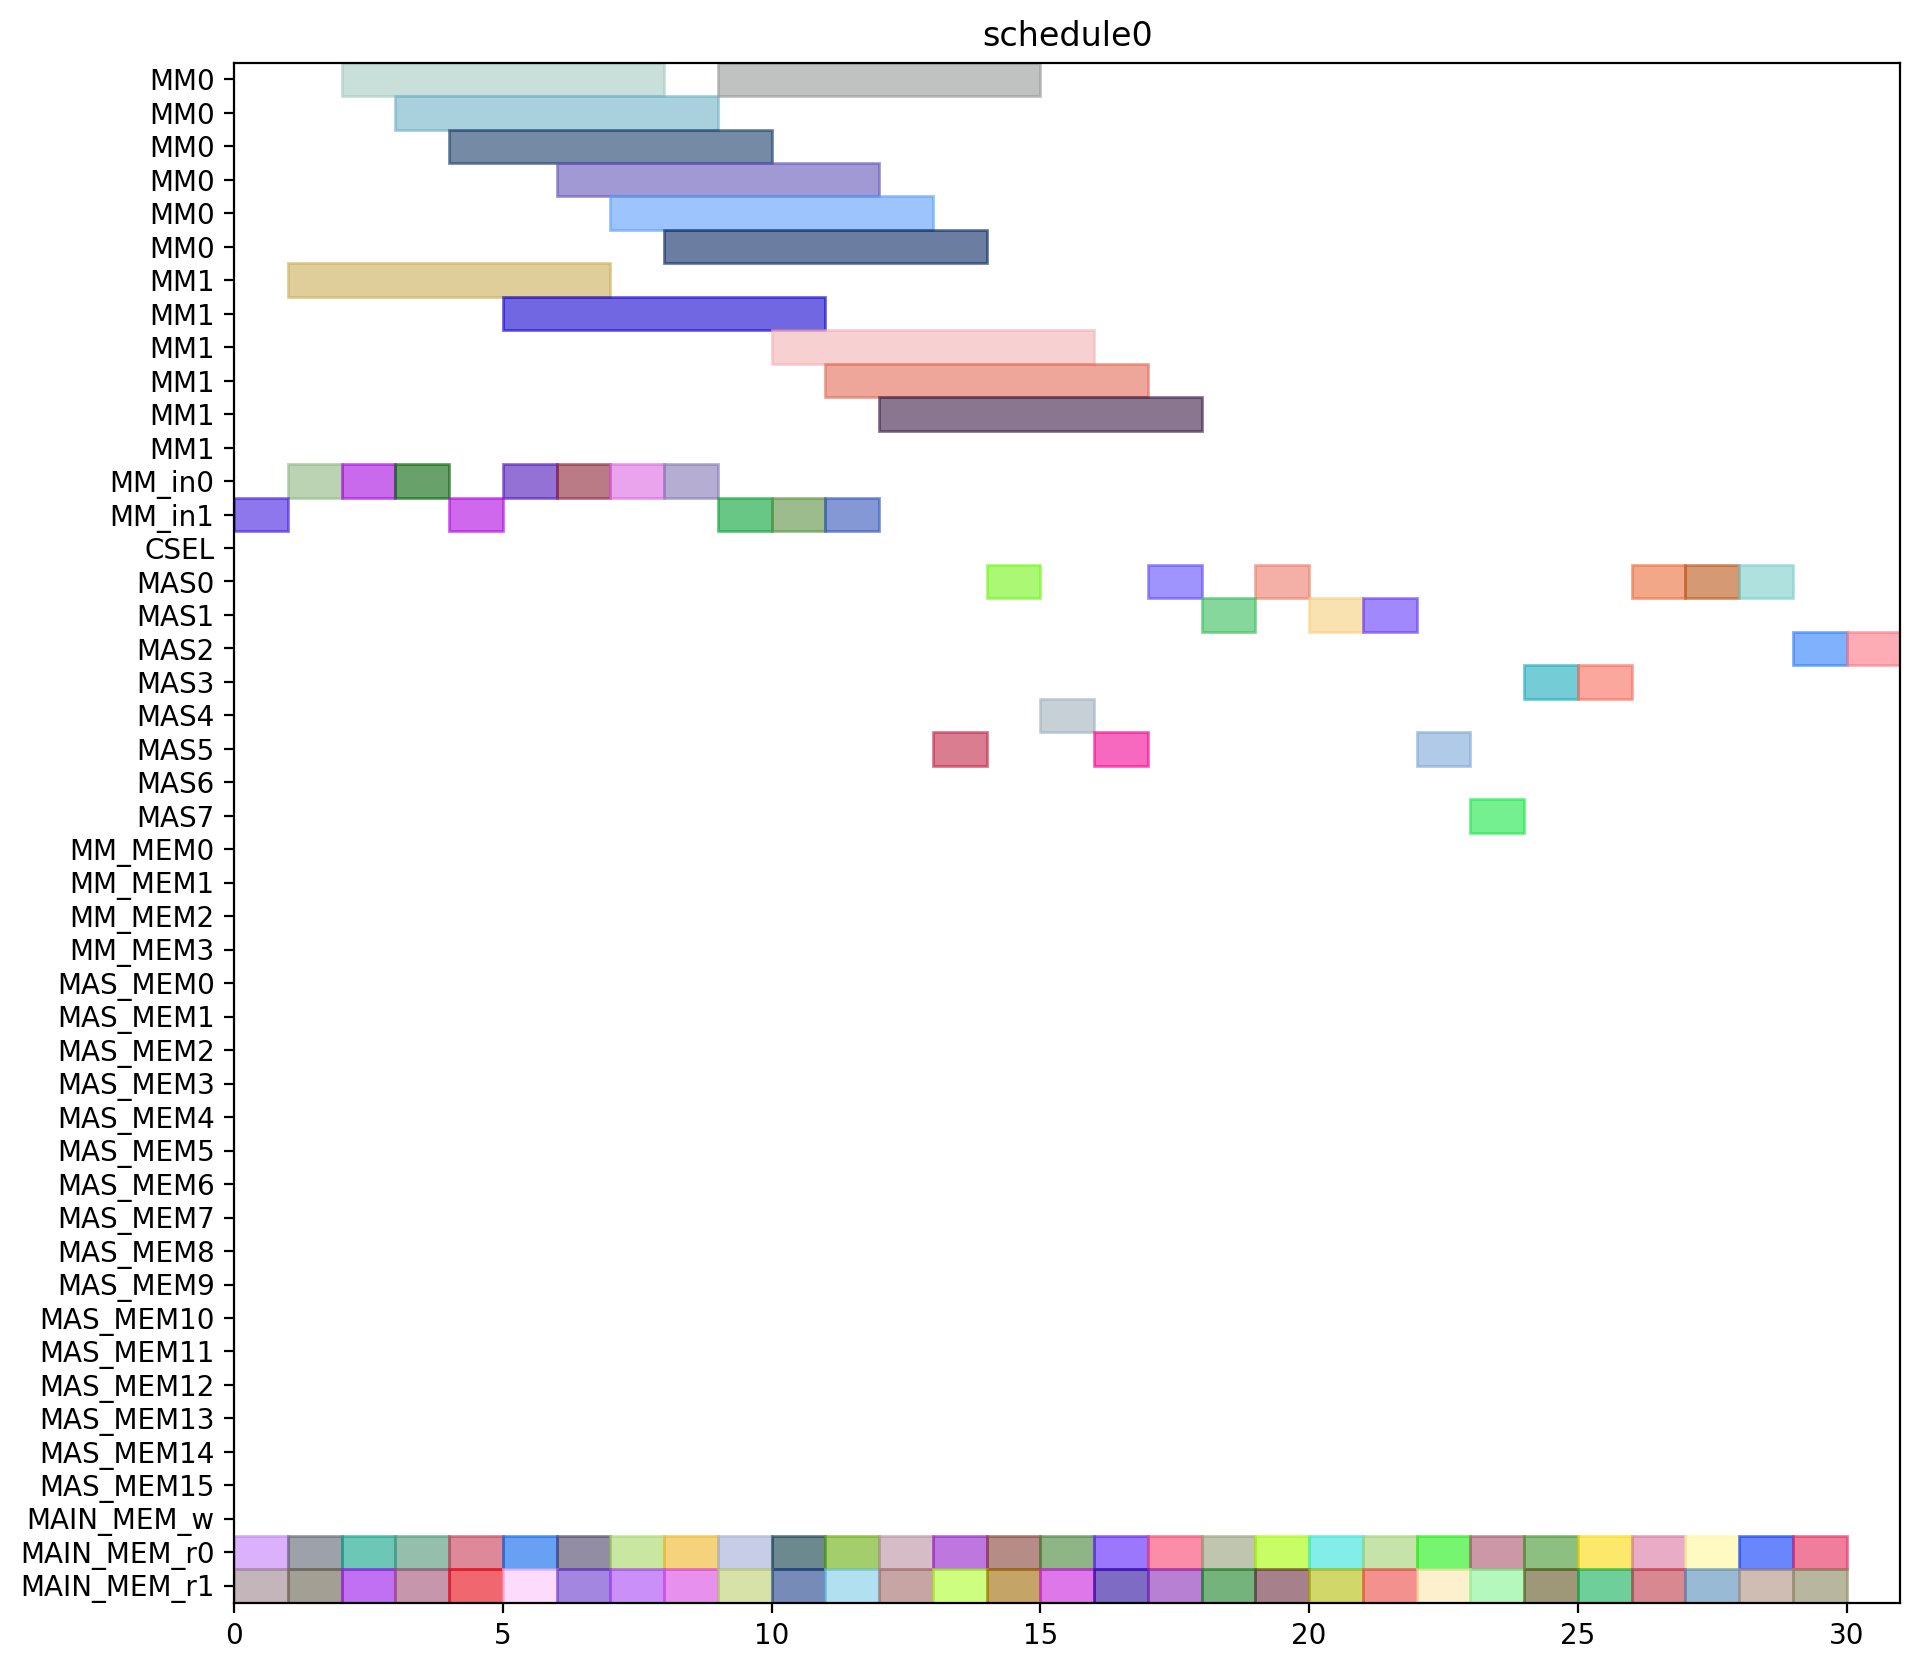 schedule0
MM0
MM0
MM0
MM0
MM0
MM0
MM1
MM1
MM1
MM1
MM1
MM1
MM_in0
MM_in1
CSEL
MAS0
MAS1
MAS2
MAS3
MAS4
MAS5
MAS6
MAS7
MM_MEM0
MM_MEM1
MM_MEM2
MM_MEM3
MAS_MEM0
MAS_MEM1
MAS_MEM2
MAS_MEM3
MAS_MEM4
MAS_MEM5
MAS_MEM6
MAS_MEM7
MAS_MEM8
MAS_MEM9
MAS_MEM10
MAS_MEM11
MAS_MEM12
MAS_MEM13
MAS_MEM14
MAS_MEM15
MAIN_MEM_w
MAIN_MEM_r0
MAIN_MEM_r1
0 5 10 15 20 25 30